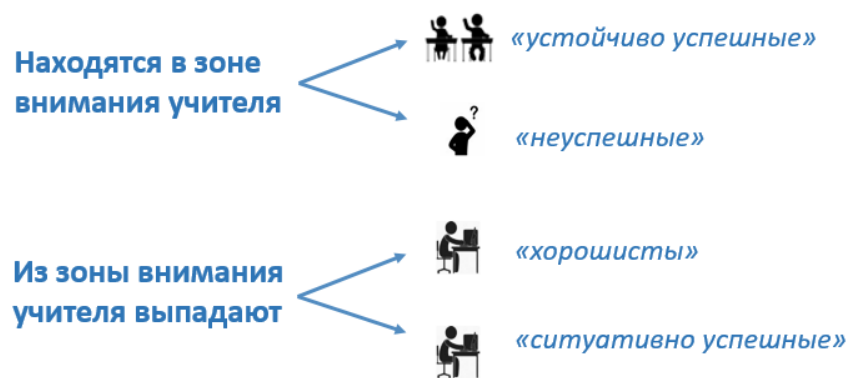 Находятся в зоне
внимания учителя
«устойчиво успешные»
?
«неуспешные»
Из зоны внимания
учителя выпадают
«хорошисты»
«ситуативно успешные»